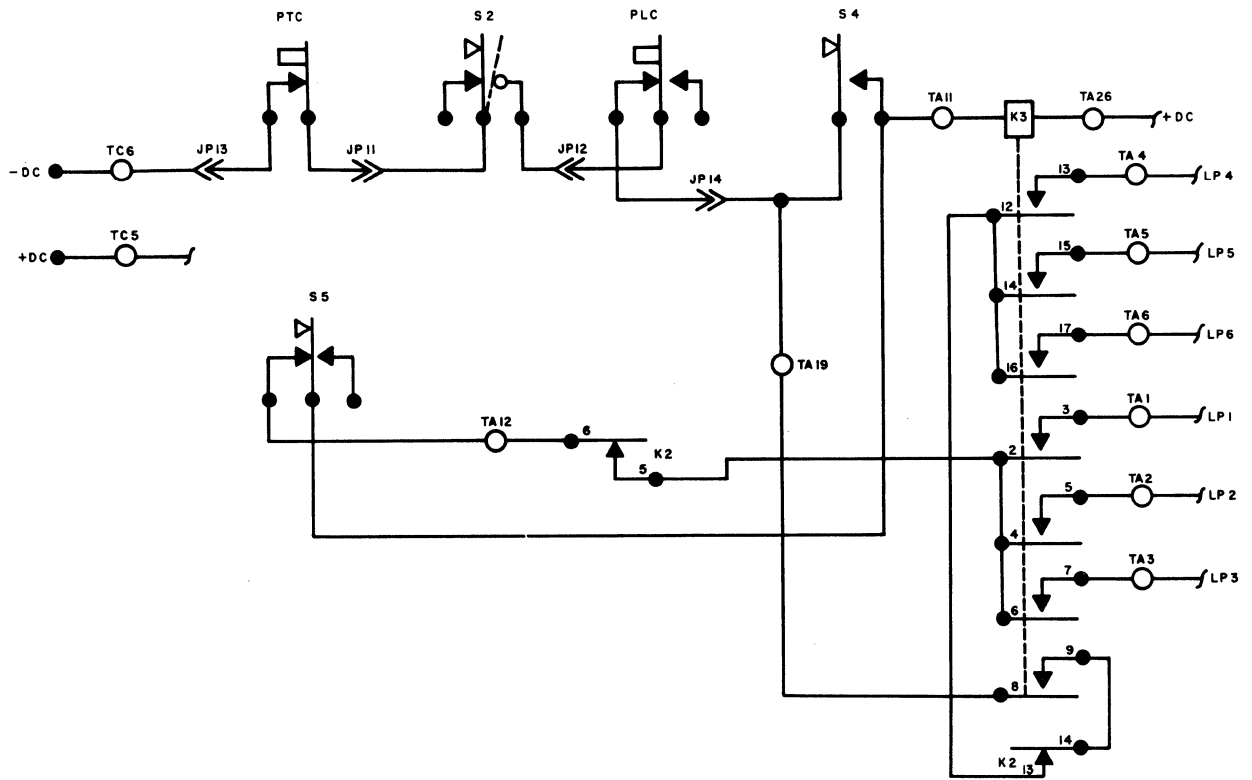 PTC S2 PLC S4
TA11 K3 TA26 +DC
TC6 JP13 JP11 JP12
-DC
13 TA4 LP4
JP14
12
TC5
+DC
15 TA5 LP5
14
S5
17 TA6 LP6
TA19
16
TA12 6
3 TA1 LP1
K2
5
2
5 TA2 LP2
4
7 TA3 LP3
6
9
8
14
K2 13